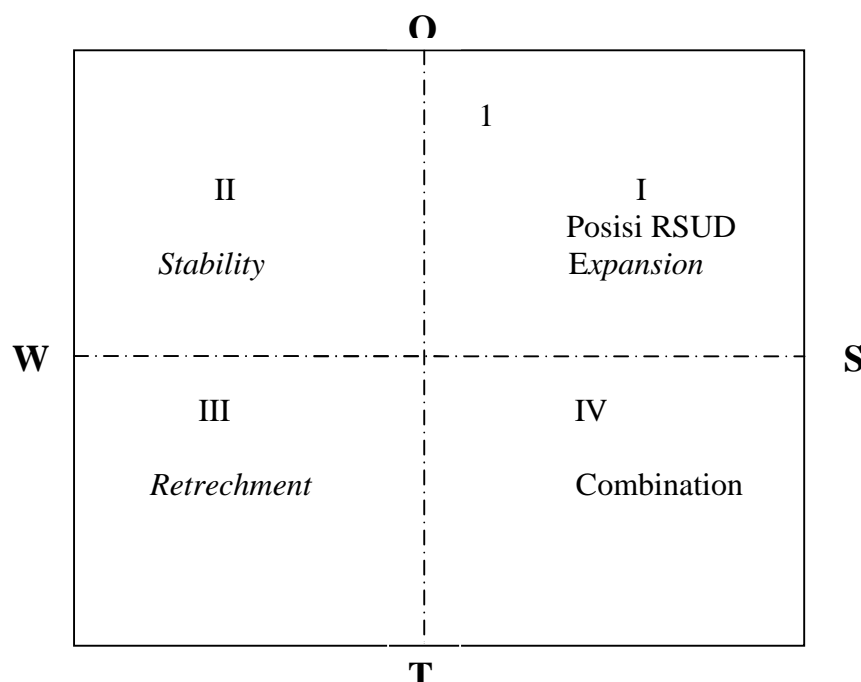 O
1
II
I
Posisi RSUD
Stability
Expansion
W
S
III
IV
Retrechment
Combination
T